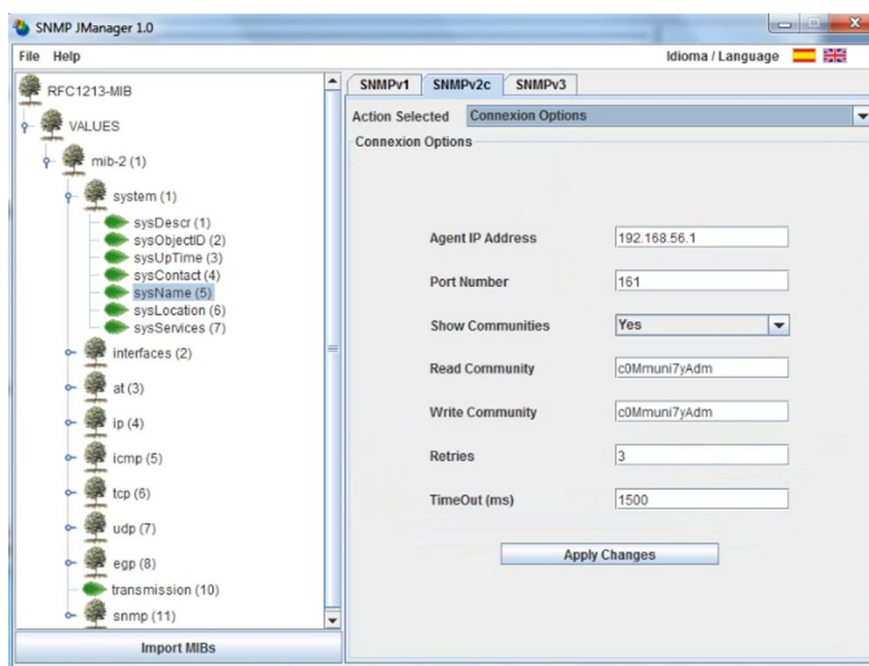 SNMP JManager 1.0
File Help
Idioma / Language
RFC1213-MIB
VALUES
mib-2 (1)
system (1)
sysDescr (1)
sysObjectID (2)
sysUpTime (3)
sysContact (4)
sysName (5)
sysLocation (6)
sysServices (7)
interfaces (2)
at (3)
ip (4)
icmp (5)
tcp (6)
udp (7)
egp (8)
transmission (10)
snmp (11)
Import MIBs
SNMPv1 SNMPv2c SNMPv3
Action Selected Connexion Options
Connexion Options
Agent IP Address 192.168.56.1
Port Number 161
Show Communities Yes
Read Community c0Mmuni7yAdm
Write Community c0Mmuni7yAdm
Retries 3
TimeOut (ms) 1500
Apply Changes